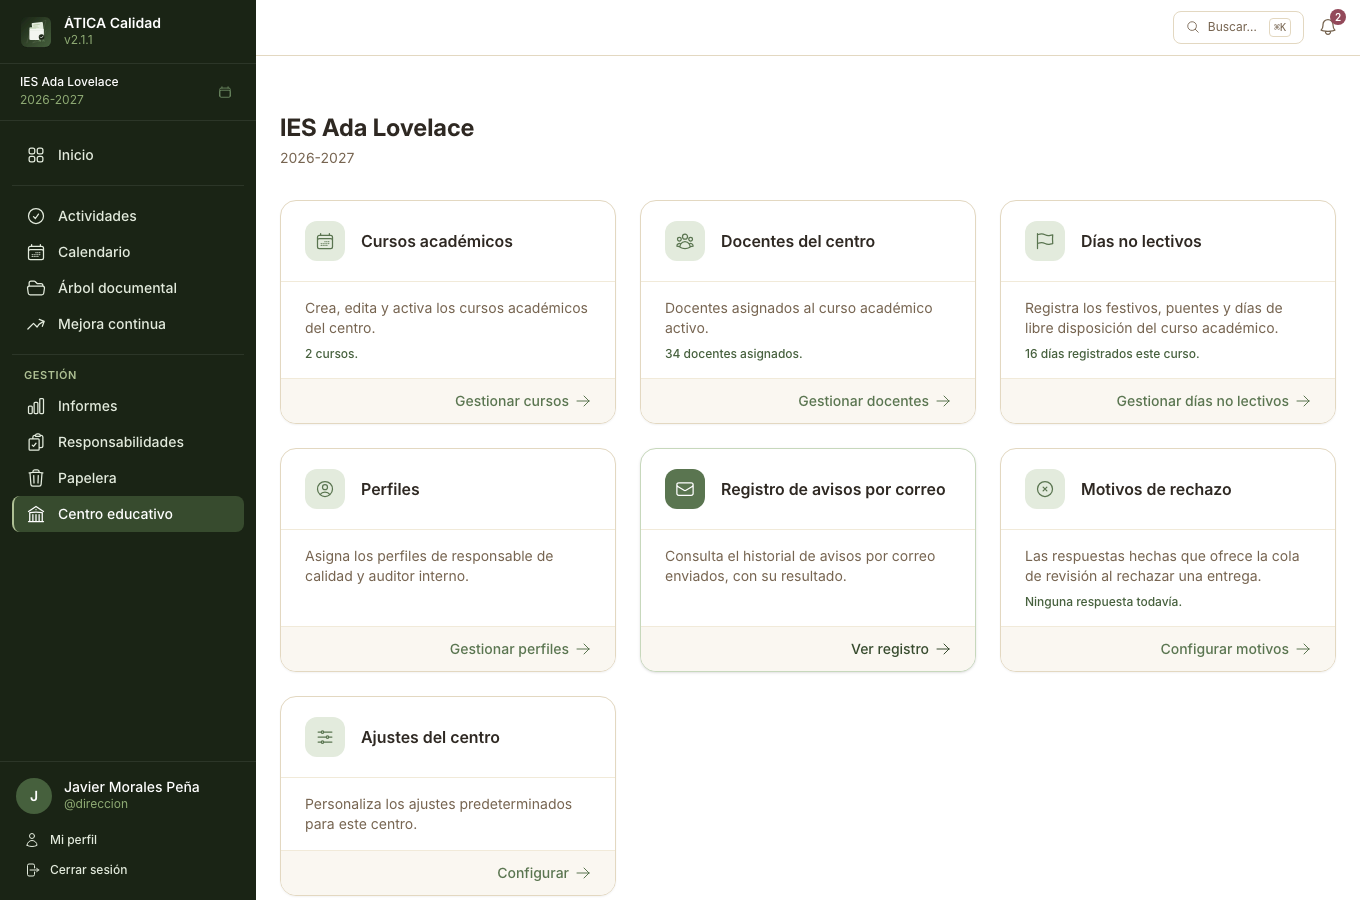 ÁTICA Calidad
v2.1.1
IES Ada Lovelace
2026-2027
Inicio
Actividades
Calendario
Árbol documental
Mejora continua
GESTIÓN
Informes
Responsabilidades
Papelera
Centro educativo
J
Javier Morales Peña
@direccion
Mi perfil
Cerrar sesión
Buscar...
⌘K
2
IES Ada Lovelace
2026-2027
Cursos académicos
Crea, edita y activa los cursos académicos
del centro.
2 cursos.
Gestionar cursos
Docentes del centro
Docentes asignados al curso académico
activo.
34 docentes asignados.
Gestionar docentes
Días no lectivos
Registra los festivos, puentes y días de
libre disposición del curso académico.
16 días registrados este curso.
Gestionar días no lectivos
Perfiles
Asigna los perfiles de responsable de
calidad y auditor interno.
Gestionar perfiles
Registro de avisos por correo
Consulta el historial de avisos por correo
enviados, con su resultado.
Ver registro
Motivos de rechazo
Las respuestas hechas que ofrece la cola
de revisión al rechazar una entrega.
Ninguna respuesta todavía.
Configurar motivos
Ajustes del centro
Personaliza los ajustes predeterminados
para este centro.
Configurar